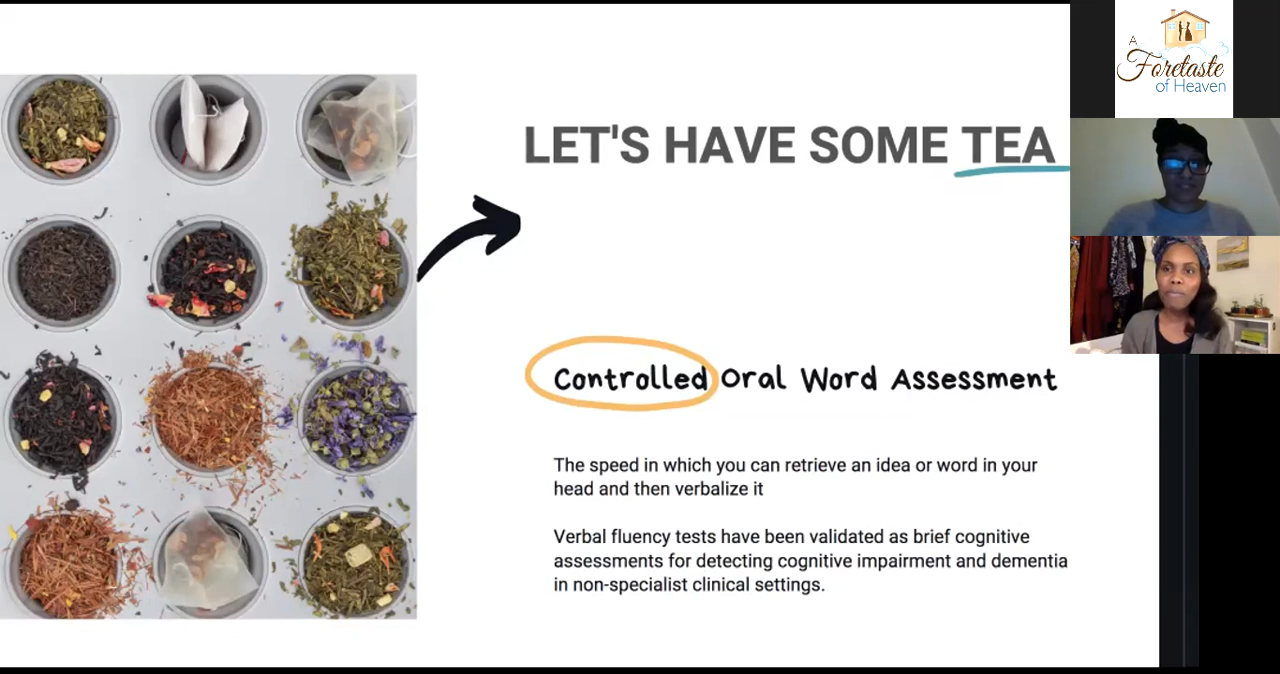 LET'S HAVE SOME TEA
Controlled Oral Word Assessment
The speed in which you can retrieve an idea or word in your
head and then verbalize it
Verbal fluency tests have been validated as brief cognitive
assessments for detecting cognitive impairment and dementia
in non-specialist clinical settings.
A
Foretaste
of Heaven